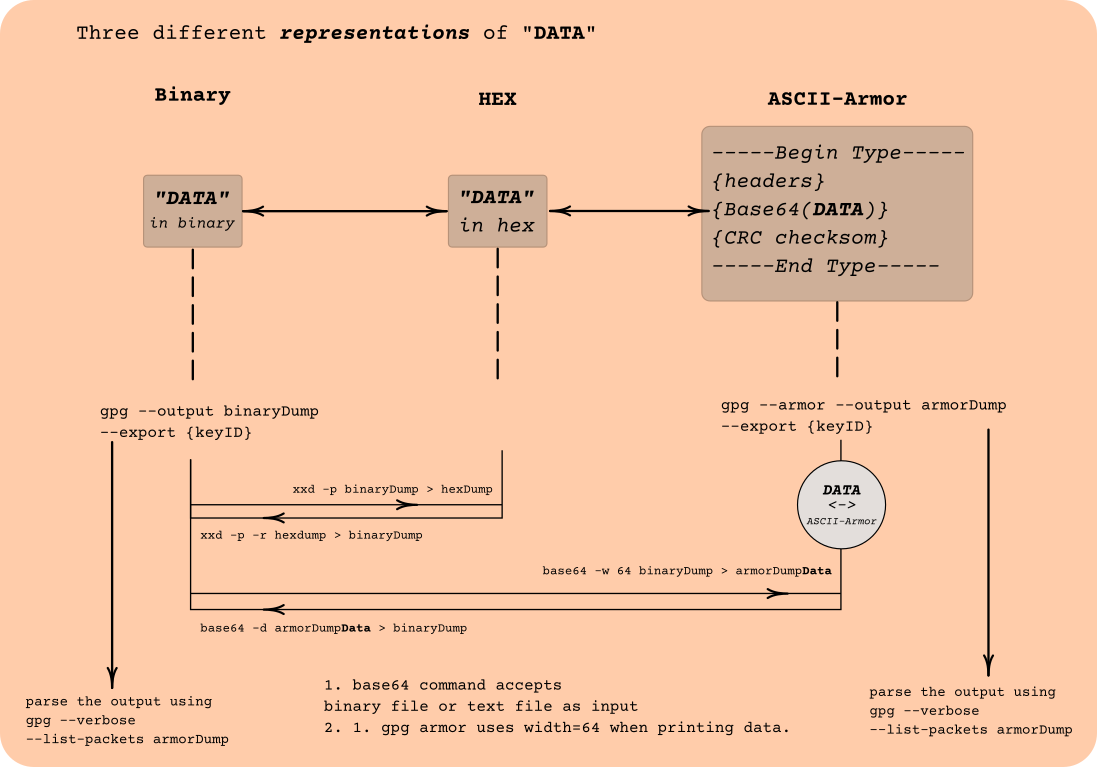 Three different representations of "DATA"
Binary
HEX
ASCII-Armor
"DATA"
in binary
"DATA"
in hex
-----Begin Type-----
{headers}
{Base64(DATA)}
{CRC checksom}
-----End Type-----
gpg --output binaryDump
--export {keyID}
gpg --armor --output armorDump
--export {keyID}
xxd -p binaryDump > hexDump
xxd -p -r hexdump > binaryDump
DATA
<->
ASCII-Armor
base64 -w 64 binaryDump > armorDumpData
base64 -d armorDumpData > binaryDump
parse the output using
gpg --verbose
--list-packets armorDump
1. base64 command accepts
binary file or text file as input
2. 1. gpg armor uses width=64 when printing data.
parse the output using
gpg --verbose
--list-packets armorDump